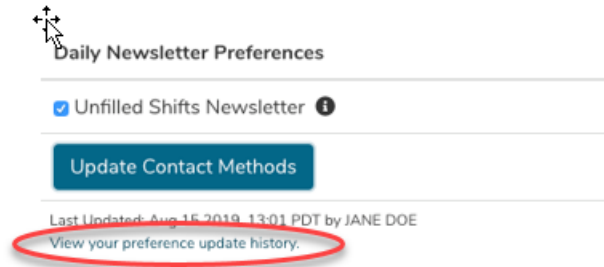 Daily Newsletter Preferences
Unfilled Shifts Newsletter
Update Contact Methods
Last Updated: Aug 15 2019, 13:01 PDT by JANE DOE
View your preference update history.